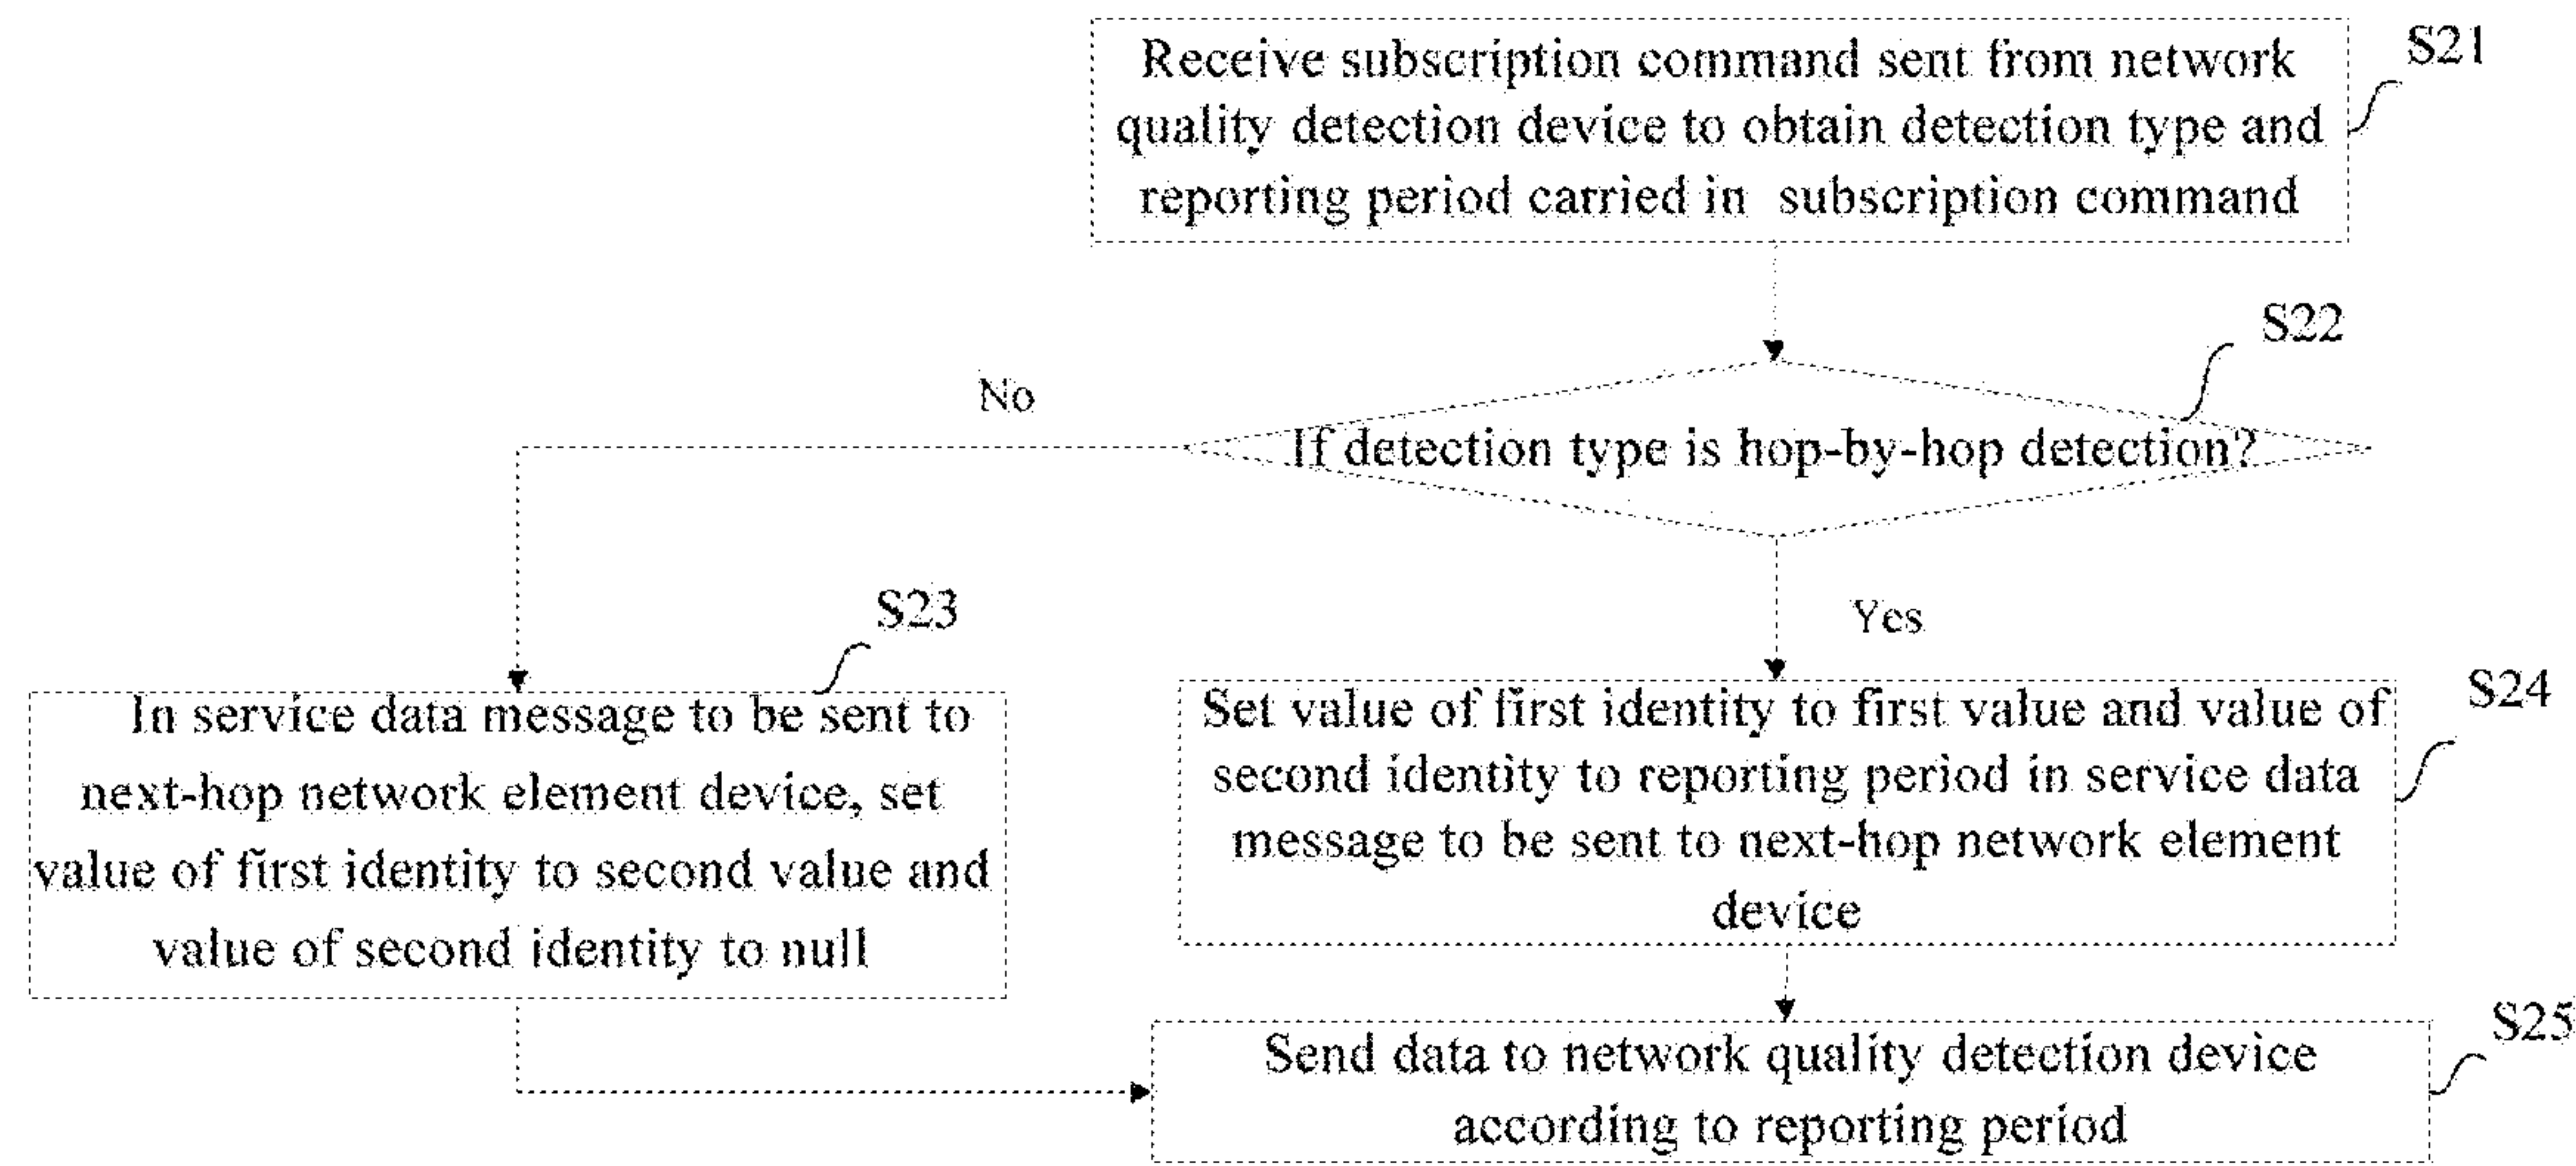 Receive subscription command sent from network
quality detection device to obtain detection type and
reporting period carried in subscription command
S21
S22
If detection type is hop-by-hop detection?
No
Yes
S23
In service data message to be sent to
next-hop network element device, set
value of first identity to second value and
value of second identity to null
S24
Set value of first identity to first value and value of
second identity to reporting period in service data
message to be sent to next-hop network element
device
S25
Send data to network quality detection device
according to reporting period